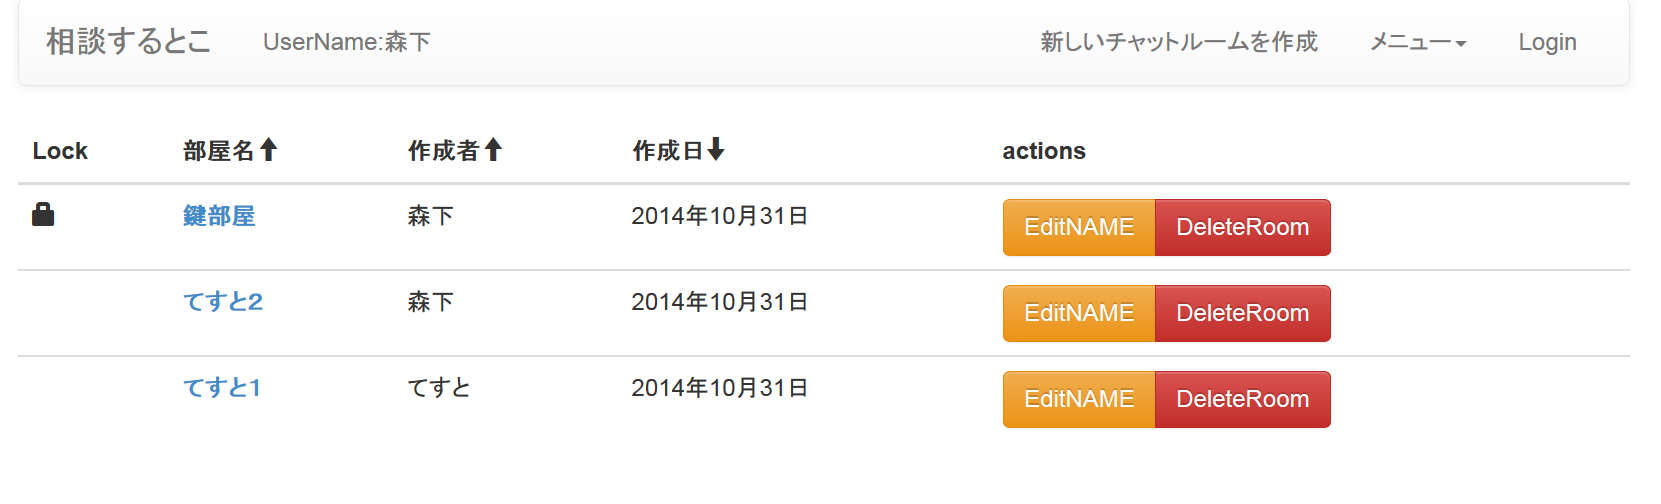 相談するとこ UserName:森下 新しいチャットルームを作成 メニュー Login
Lock 部屋名 作成者 作成日 actions
鍵部屋 森下 2014年10月31日 EditNAME DeleteRoom
てすと2 森下 2014年10月31日 EditNAME DeleteRoom
てすと1 てすと 2014年10月31日 EditNAME DeleteRoom